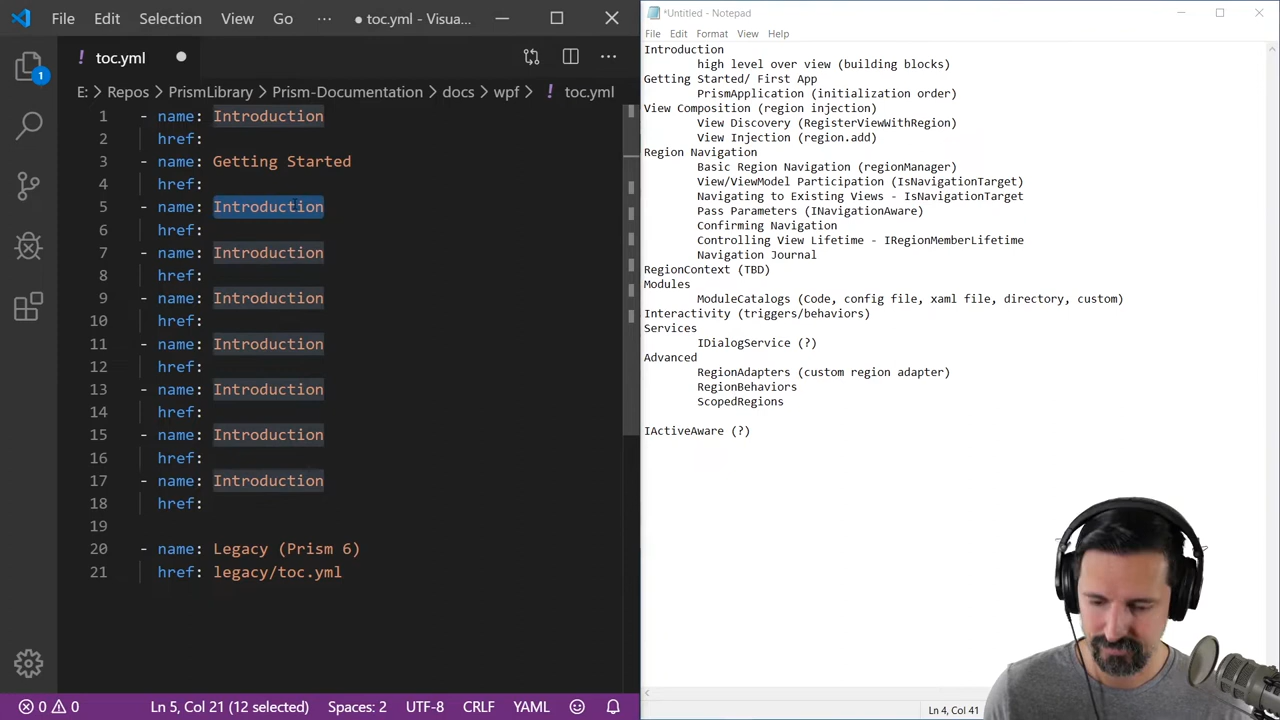 File Edit Selection View Go ··· ● toc.yml - Visua...
! toc.yml ●
E: > Repos > PrismLibrary > Prism-Documentation > docs > wpf > ! toc.yml
1 - name: Introduction
2 href:
3 - name: Getting Started
4 href:
5 - name: Introduction
6 href:
7 - name: Introduction
8 href:
9 - name: Introduction
10 href:
11 - name: Introduction
12 href:
13 - name: Introduction
14 href:
15 - name: Introduction
16 href:
17 - name: Introduction
18 href:
19
20 - name: Legacy (Prism 6)
21 href: legacy/toc.yml
1
0 0 Ln 5, Col 21 (12 selected) Spaces: 2 UTF-8 CRLF YAML
*Untitled - Notepad
File Edit Format View Help
Introduction
high level over view (building blocks)
Getting Started/ First App
PrismApplication (initialization order)
View Composition (region injection)
View Discovery (RegisterViewWithRegion)
View Injection (region.add)
Region Navigation
Basic Region Navigation (regionManager)
View/ViewModel Participation (IsNavigationTarget)
Navigating to Existing Views - IsNavigationTarget
Pass Parameters (INavigationAware)
Confirming Navigation
Controlling View Lifetime - IRegionMemberLifetime
Navigation Journal
RegionContext (TBD)
Modules
ModuleCatalogs (Code, config file, xaml file, directory, custom)
Interactivity (triggers/behaviors)
Services
IDialogService (?)
Advanced
RegionAdapters (custom region adapter)
RegionBehaviors
ScopedRegions
IActiveAware (?)
Ln 4, Col 41